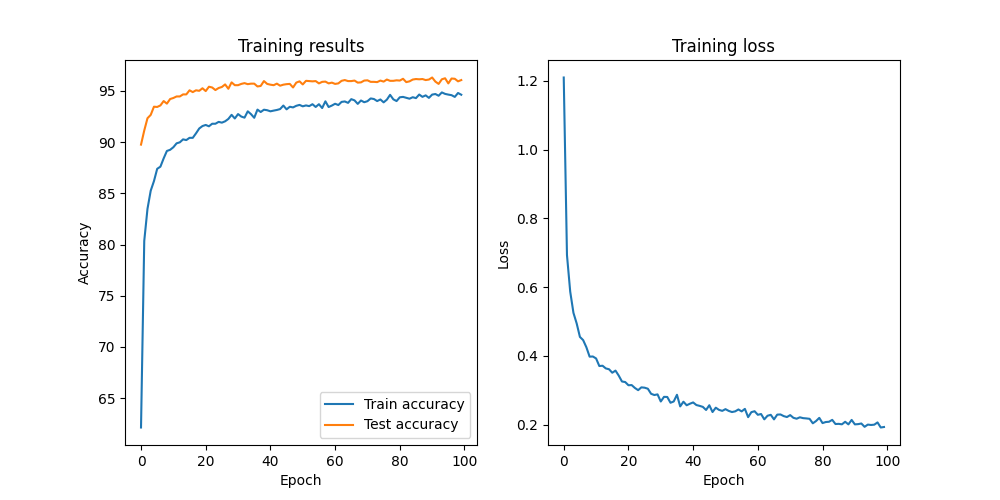 Training results
Training loss
Accuracy
95
90
85
80
75
70
65
0 20 40 60 80 100
Epoch
Train accuracy
Test accuracy
Loss
1.2
1.0
0.8
0.6
0.4
0.2
0 20 40 60 80 100
Epoch